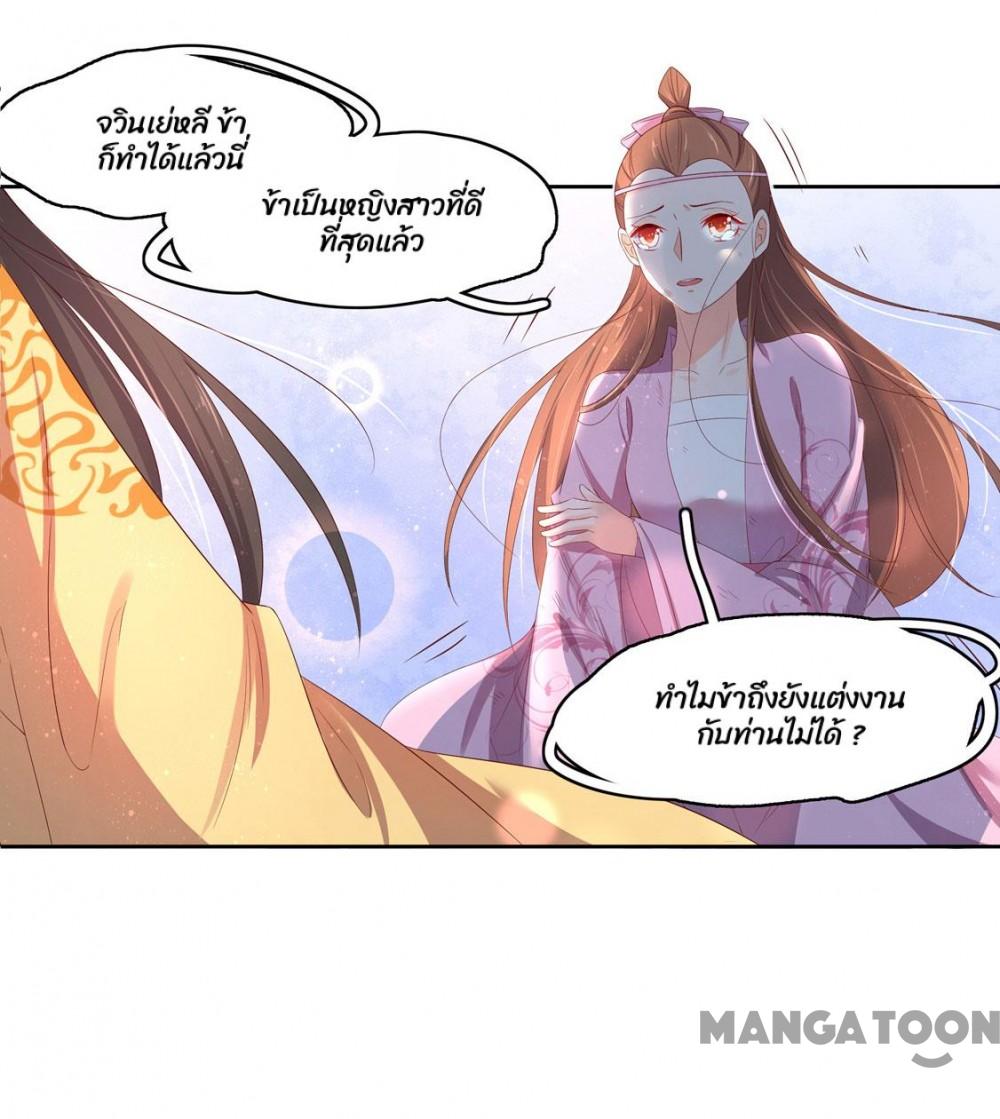 จวินเย่หลี ข้า
ก็ทำได้แล้วนี่
ข้าเป็นหญิงสาวที่ดี
ที่สุดแล้ว
ทำไมข้าถึงยังแต่งงาน
กับท่านไม่ได้ ?
MANGATOON